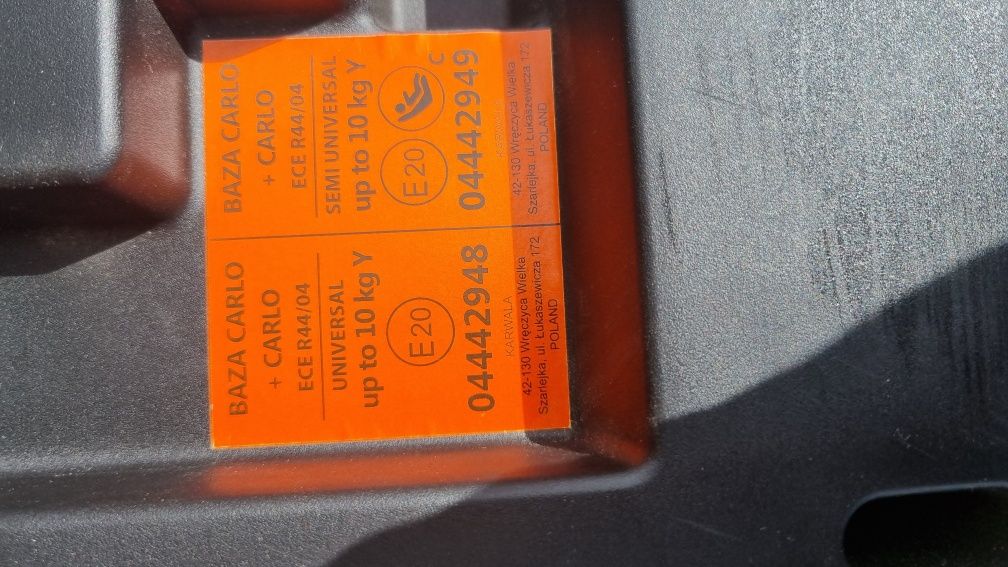 BAZA CARLO
+ CARLO
ECE R44/04
UNIVERSAL
up to 10 kg Y
E20
04442948
KARWALA
42-130 Wręczyca Wielka
Szarlejka, ul. Łukaszewicza 172
POLAND
BAZA CARLO
+ CARLO
ECE R44/04
SEMI UNIVERSAL
up to 10 kg Y
E20
C
04442949
KARWALA
42-130 Wręczyca Wielka
Szarlejka, ul. Łukaszewicza 172
POLAND